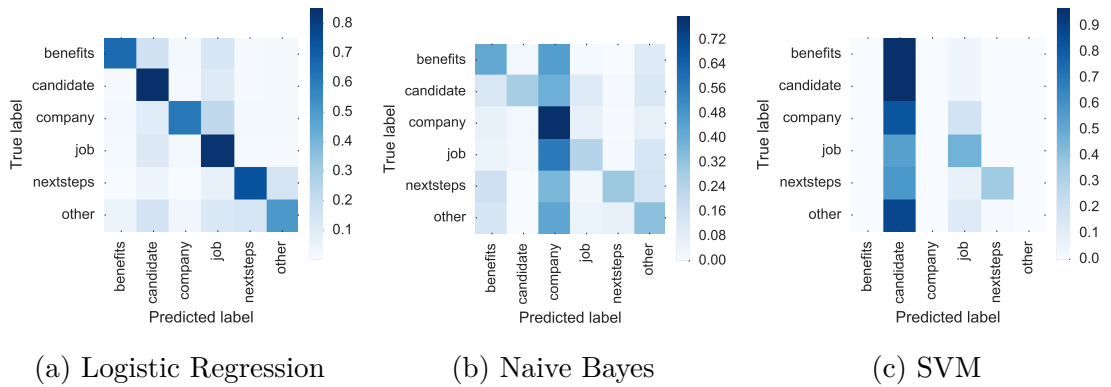 benefits
candidate
company
job
nextsteps
other
True label
benefits
candidate
company
job
nextsteps
other
Predicted label
0.8
0.7
0.6
0.5
0.4
0.3
0.2
0.1
(a) Logistic Regression
benefits
candidate
company
job
nextsteps
other
True label
benefits
candidate
company
job
nextsteps
other
Predicted label
0.72
0.64
0.56
0.48
0.40
0.32
0.24
0.16
0.08
0.00
(b) Naive Bayes
benefits
candidate
company
job
nextsteps
other
True label
benefits
candidate
company
job
nextsteps
other
Predicted label
0.9
0.8
0.7
0.6
0.5
0.4
0.3
0.2
0.1
0.0
(c) SVM